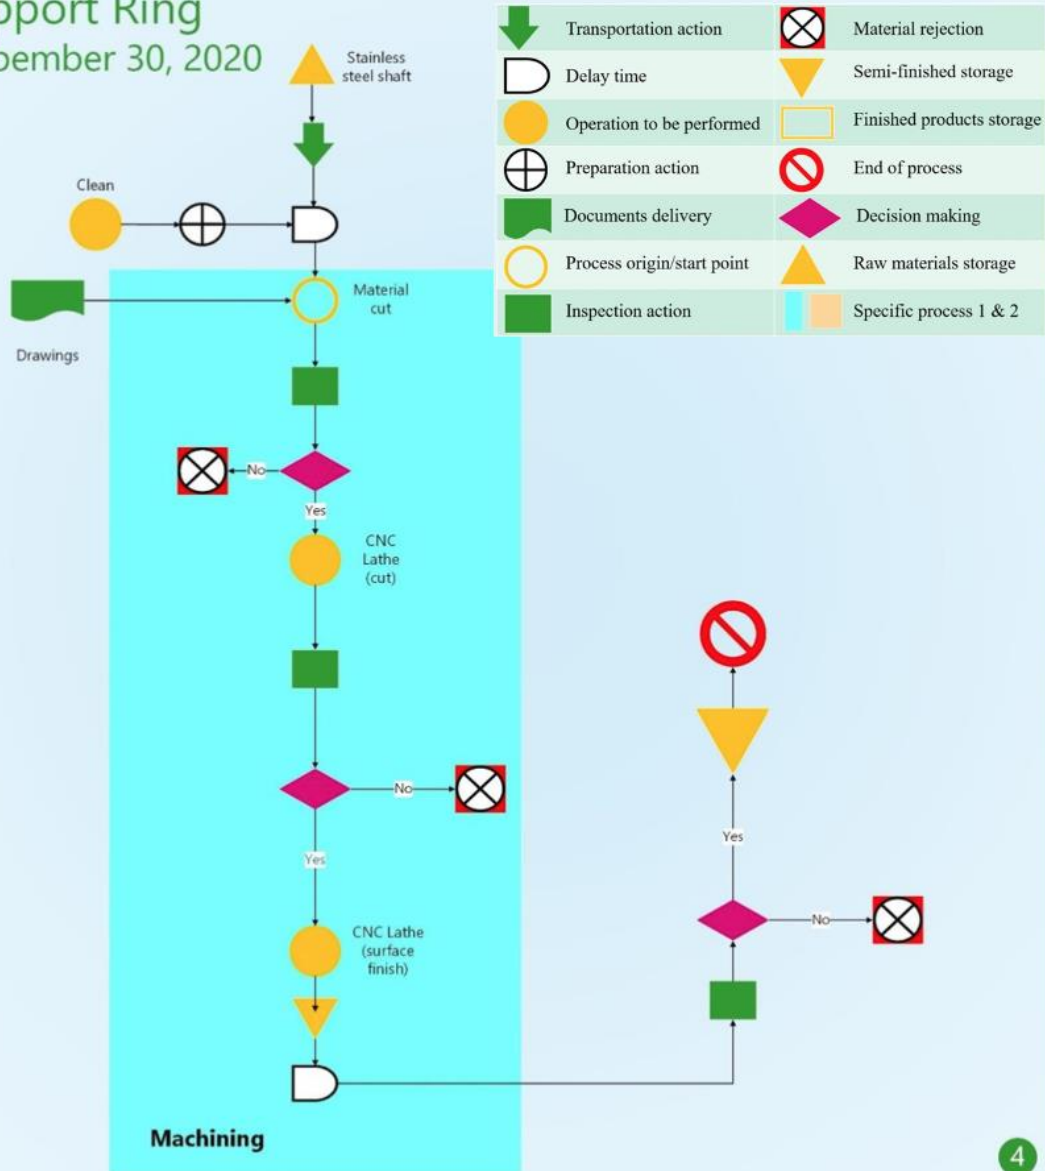 pport Ring
ember 30, 2020
Stainless
steel shaft
Transportation action
Material rejection
Delay time
Semi-finished storage
Operation to be performed
Finished products storage
Preparation action
End of process
Documents delivery
Decision making
Process origin/start point
Raw materials storage
Inspection action
Specific process 1 & 2
Clean
Material
cut
Drawings
No
Yes
CNC
Lathe
(cut)
No
Yes
CNC Lathe
(surface
finish)
Yes
No
Machining
4